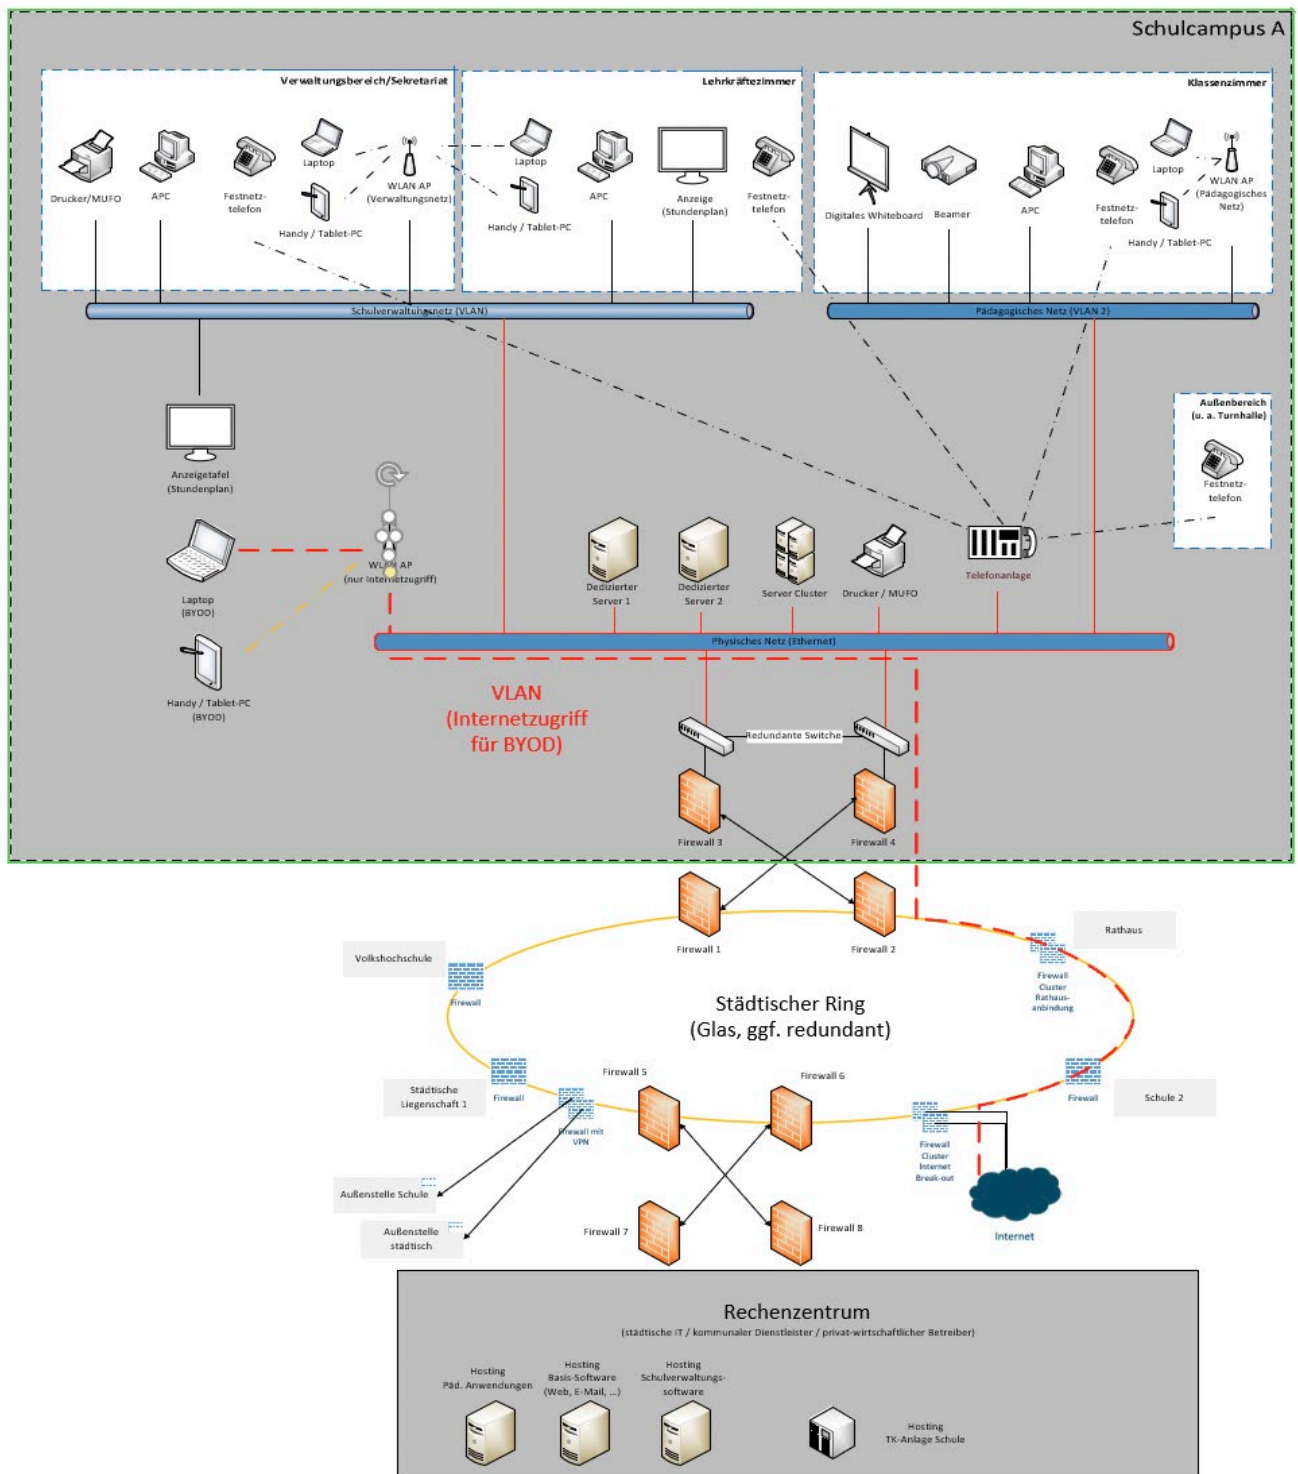 Schulcampus A
Verwaltungsbereich/Sekretariat
Drucker/MUFO
APC
Festnetz-
telefon
Laptop
Handy / Tablet-PC
WLAN AP
(Verwaltungsnetz)
Lehrkräftezimmer
Laptop
Handy / Tablet-PC
APC
Anzeige
(Stundenplan)
Festnetz-
telefon
Klassenzimmer
Digitales Whiteboard
Beamer
APC
Festnetz-
telefon
Laptop
Handy / Tablet-PC
WLAN AP
(Pädagogisches
Netz)
Schulverwaltungsnetz (VLAN)
Pädagogisches Netz (VLAN 2)
Außenbereich
(u. a. Turnhalle)
Festnetz-
telefon
Anzeigetafel
(Stundenplan)
Laptop
(BYOD)
WLAN AP
(nur Internetzugriff)
Handy / Tablet-PC
(BYOD)
Dedizierter
Server 1
Dedizierter
Server 2
Server Cluster
Drucker / MUFO
Telefonanlage
Physisches Netz (Ethernet)
VLAN
(Internetzugriff
für BYOD)
Redundante Switche
Firewall 3
Firewall 4
Firewall 1
Firewall 2
Volkshochschule
Firewall
Rathaus
Firewall
Cluster
Rathaus-
anbindung
Städtischer Ring
(Glas, ggf. redundant)
Städtische
Liegenschaft 1
Firewall
Firewall mit
VPN
Firewall 5
Firewall 6
Firewall
Cluster
Internet
Break-out
Firewall
Schule 2
Außenstelle Schule
Außenstelle
städtisch
Firewall 7
Firewall 8
Internet
Rechenzentrum
(städtische IT / kommunaler Dienstleister / privat-wirtschaftlicher Betreiber)
Hosting
Päd. Anwendungen
Hosting
Basis-Software
(Web, E-Mail, ...)
Hosting
Schulverwaltungs-
software
Hosting
TK-Anlage Schule